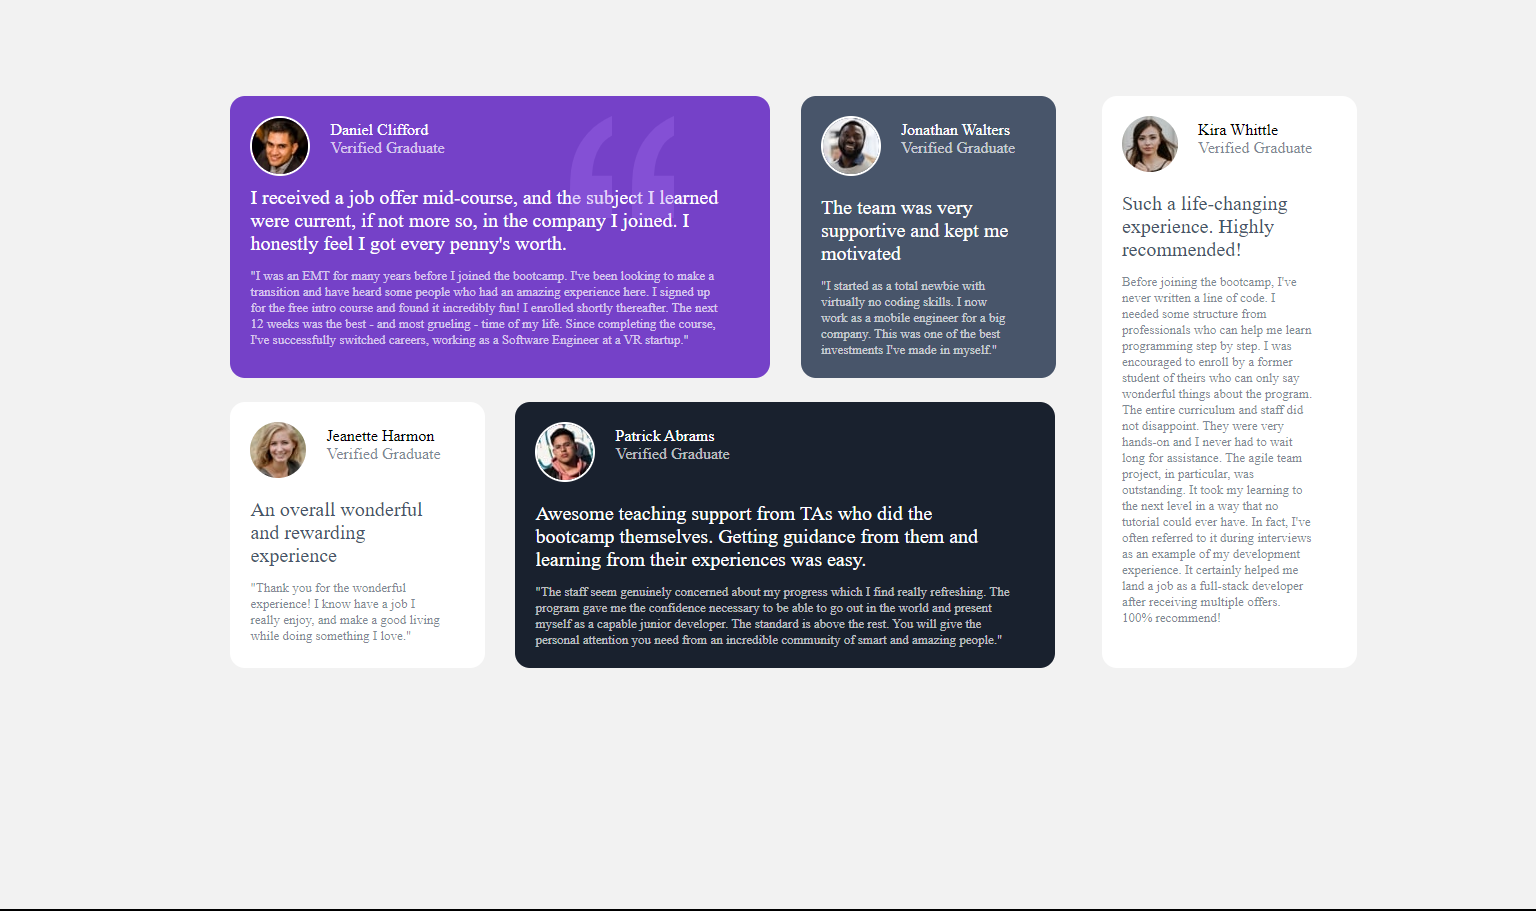 Daniel Clifford
Verified Graduate
I received a job offer mid-course, and the subject I learned
were current, if not more so, in the company I joined. I
honestly feel I got every penny's worth.
"I was an EMT for many years before I joined the bootcamp. I've been looking to make a
transition and have heard some people who had an amazing experience here. I signed up
for the free intro course and found it incredibly fun! I enrolled shortly thereafter. The next
12 weeks was the best - and most grueling - time of my life. Since completing the course,
I've successfully switched careers, working as a Software Engineer at a VR startup."
Jonathan Walters
Verified Graduate
The team was very
supportive and kept me
motivated
"I started as a total newbie with
virtually no coding skills. I now
work as a mobile engineer for a big
company. This was one of the best
investments I've made in myself."
Kira Whittle
Verified Graduate
Such a life-changing
experience. Highly
recommended!
Before joining the bootcamp, I've
never written a line of code. I
needed some structure from
professionals who can help me learn
programming step by step. I was
encouraged to enroll by a former
student of theirs who can only say
wonderful things about the program.
The entire curriculum and staff did
not disappoint. They were very
hands-on and I never had to wait
long for assistance. The agile team
project, in particular, was
outstanding. It took my learning to
the next level in a way that no
tutorial could ever have. In fact, I've
often referred to it during interviews
as an example of my development
experience. It certainly helped me
land a job as a full-stack developer
after receiving multiple offers.
100% recommend!
Jeanette Harmon
Verified Graduate
An overall wonderful
and rewarding
experience
"Thank you for the wonderful
experience! I know have a job I
really enjoy, and make a good living
while doing something I love."
Patrick Abrams
Verified Graduate
Awesome teaching support from TAs who did the
bootcamp themselves. Getting guidance from them and
learning from their experiences was easy.
"The staff seem genuinely concerned about my progress which I find really refreshing. The
program gave me the confidence necessary to be able to go out in the world and present
myself as a capable junior developer. The standard is above the rest. You will give the
personal attention you need from an incredible community of smart and amazing people."